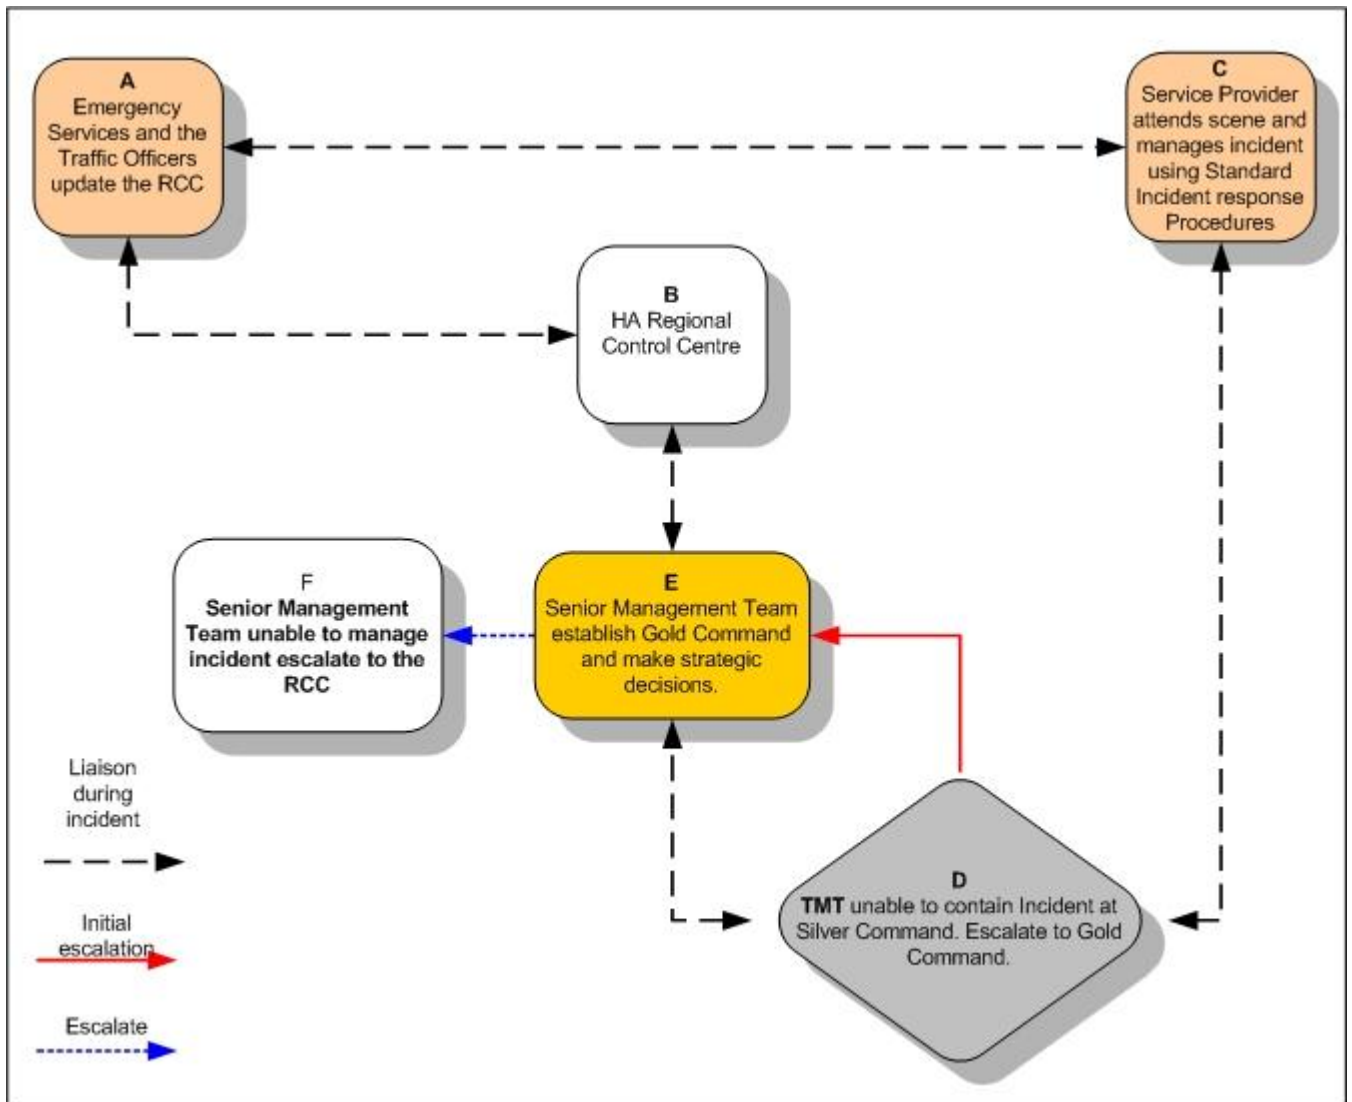 A
Emergency
Services and the
Traffic Officers
update the RCC
C
Service Provider
attends scene and
manages incident
using Standard
Incident response
Procedures
B
HA Regional
Control Centre
F
Senior Management
Team unable to manage
incident escalate to the
RCC
E
Senior Management Team
establish Gold Command
and make strategic
decisions.
D
TMT unable to contain Incident at
Silver Command. Escalate to Gold
Command.
Liaison
during
incident
Initial
escalation
Escalate